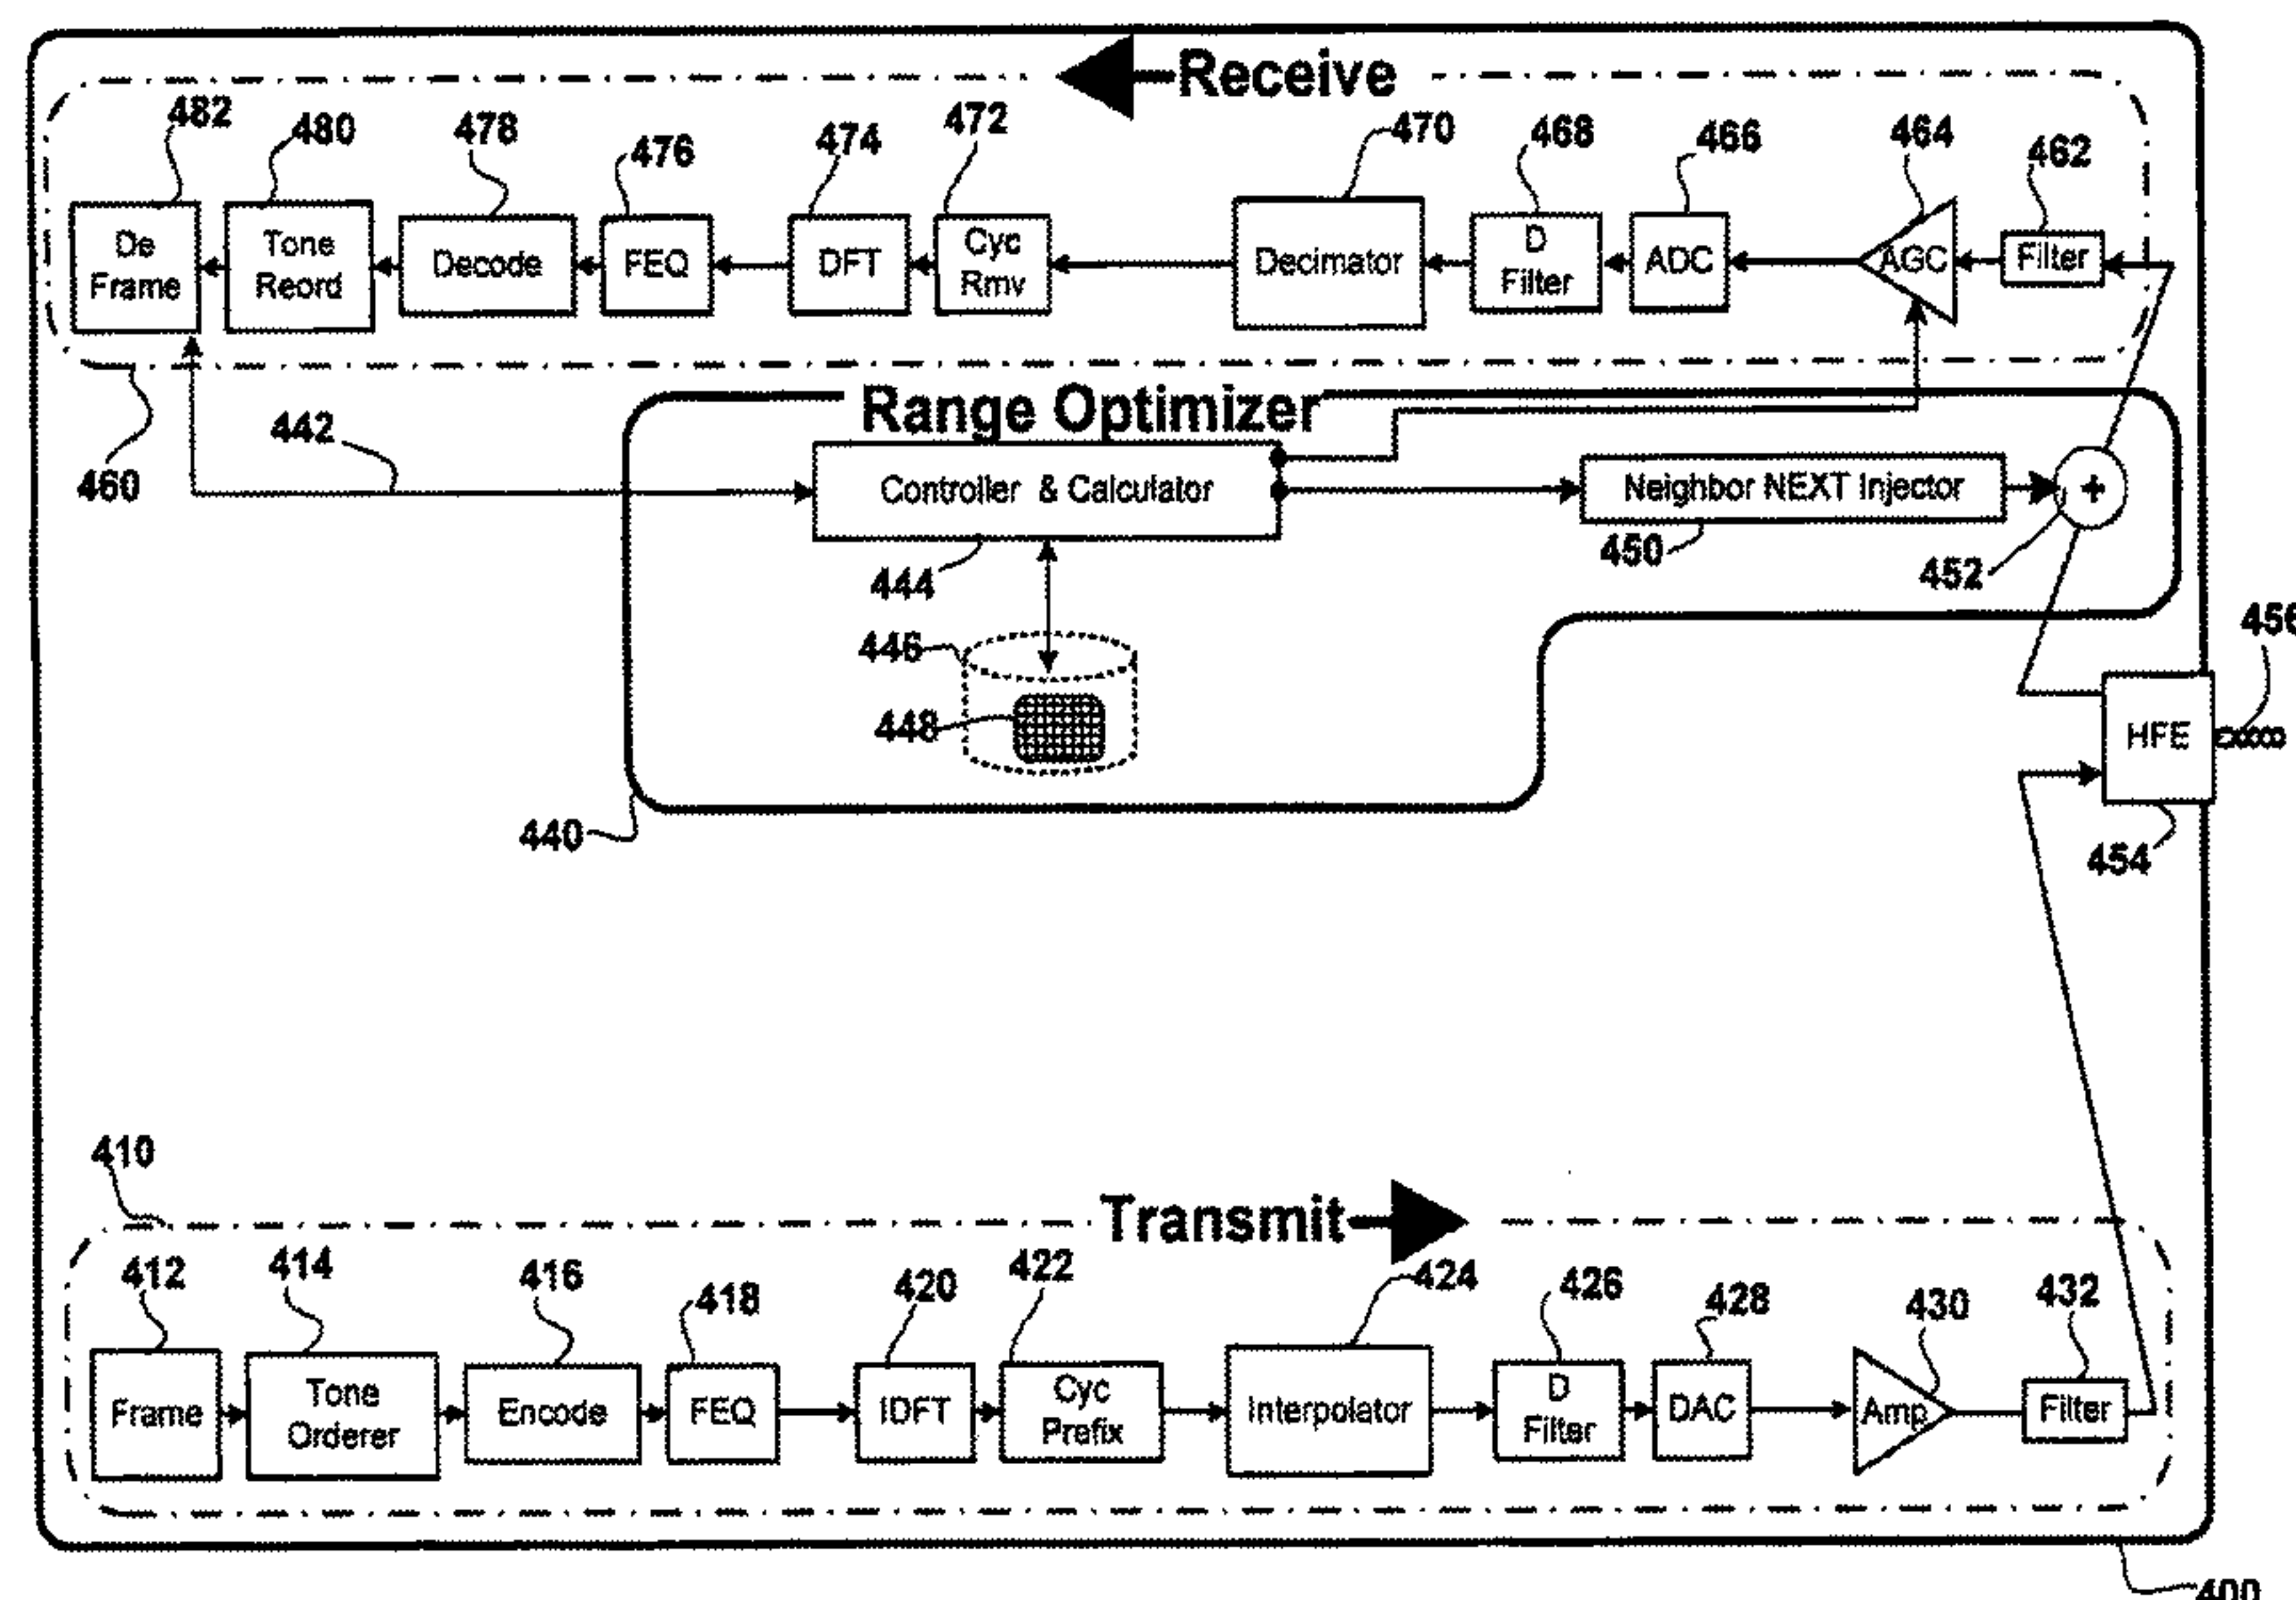 Receive
482
480
478
476
474
472
470
468
466
464
462
De
Frame
Tone
Reord
Decode
FEQ
DFT
Cyc
Rmv
Decimator
D
Filter
ADC
AGC
Filter
460
442
Range Optimizer
Controller & Calculator
Neighbor NEXT Injector
+
444
450
452
446
448
440
456
HFE
454
410
Transmit
412
414
416
418
420
422
424
426
428
430
432
Frame
Tone
Orderer
Encode
FEQ
IDFT
Cyc
Prefix
Interpolator
D
Filter
DAC
Amp
Filter
400